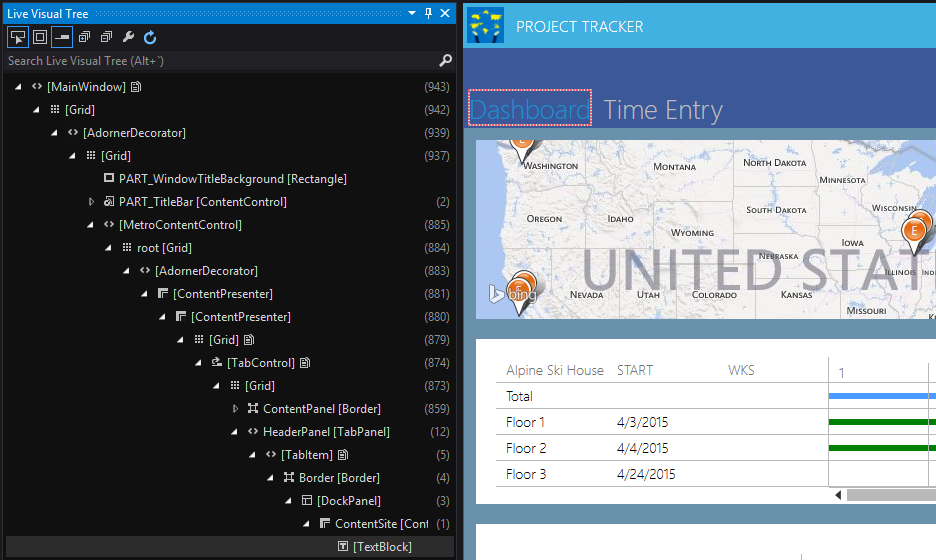 Live Visual Tree
Search Live Visual Tree (Alt+`)
[MainWindow] (943)
[Grid] (942)
[AdornerDecorator] (939)
[Grid] (937)
PART_WindowTitleBackground [Rectangle]
PART_TitleBar [ContentControl] (2)
[MetroContentControl] (885)
root [Grid] (884)
[AdornerDecorator] (883)
[ContentPresenter] (881)
[ContentPresenter] (880)
[Grid] (879)
[TabControl] (874)
[Grid] (873)
ContentPanel [Border] (859)
HeaderPanel [TabPanel] (12)
[TabItem] (5)
Border [Border] (4)
[DockPanel] (3)
ContentSite [Cont (1)
[TextBlock]
PROJECT TRACKER
Dashboard Time Entry
E
WASHINGTON
MONTANA
NORTH DAKOTA
MINNESOTA
OREGON
IDAHO
SOUTH DAKOTA
WISCONSIN
WYOMING
E
IOWA
NEBRASKA
UNITED STAT
ILLINOIS
IND
E
bing
NEVADA
UTAH
COLORADO
KANSAS
MISSOURI
Alpine Ski House START WKS 1
Total
Floor 1 4/3/2015
Floor 2 4/4/2015
Floor 3 4/24/2015